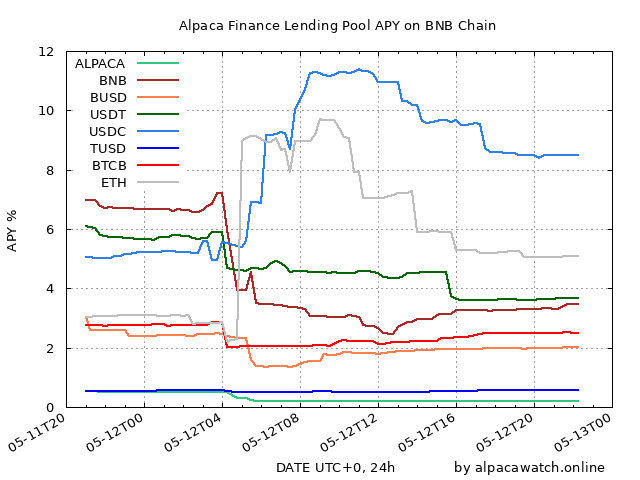 Alpaca Finance Lending Pool APY on BNB Chain
12
10
8
6
4
2
0
APY %
ALPACA
BNB
BUSD
USDT
USDC
TUSD
BTCB
ETH
05-11T20
05-12T00
05-12T04
05-12T08
05-12T12
05-12T16
05-12T20
05-13T00
DATE UTC+0, 24h
by alpacawatch.online